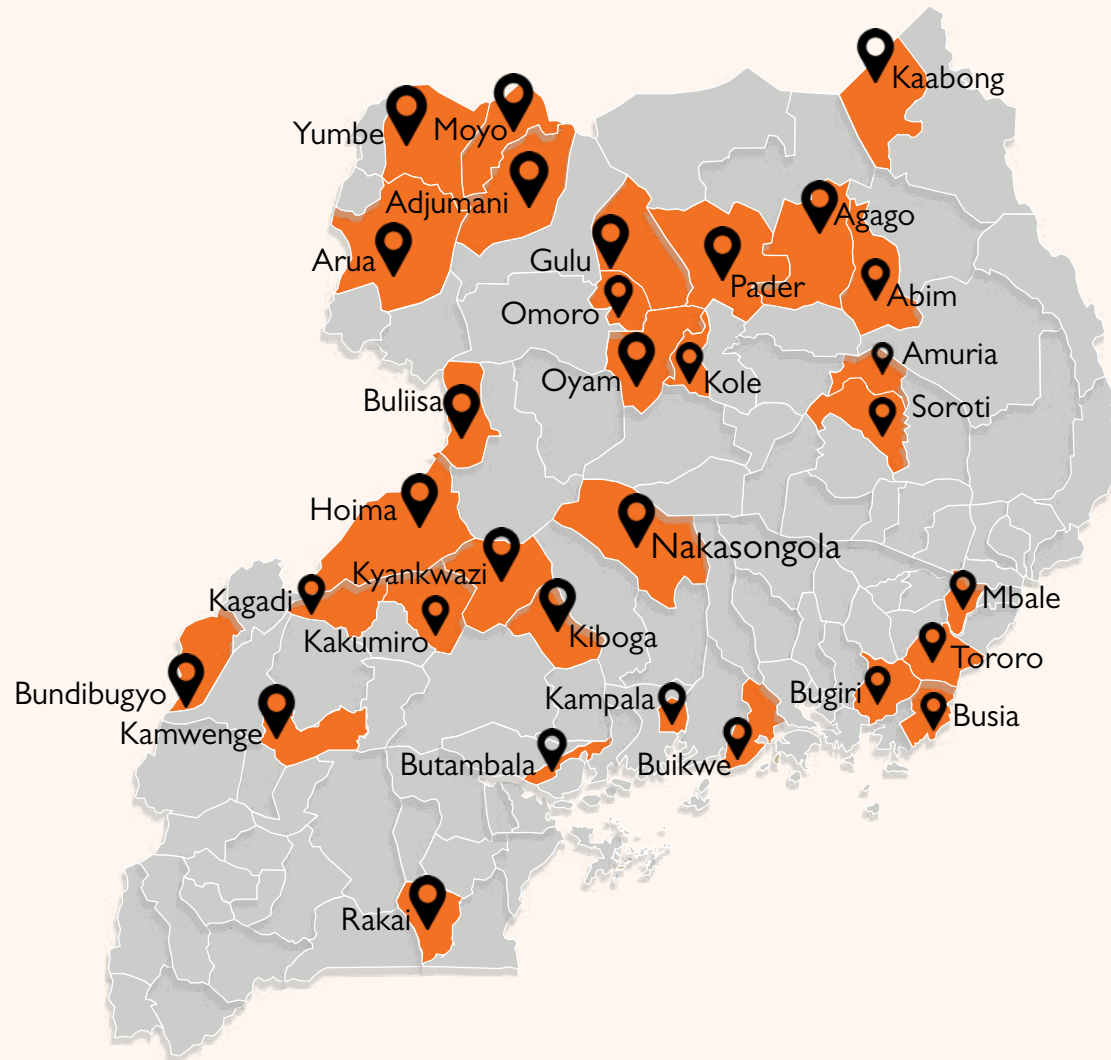 Kaabong
Yumbe
Moyo
Adjumani
Agago
Arua
Gulu
Pader
Abim
Omoro
Amuria
Oyam
Kole
Buliisa
Soroti
Hoima
Nakasongola
Kyankwazi
Kagadi
Mbale
Kakumiro
Kiboga
Tororo
Bundibugyo
Kampala
Bugiri
Busia
Kamwenge
Butambala
Buikwe
Rakai